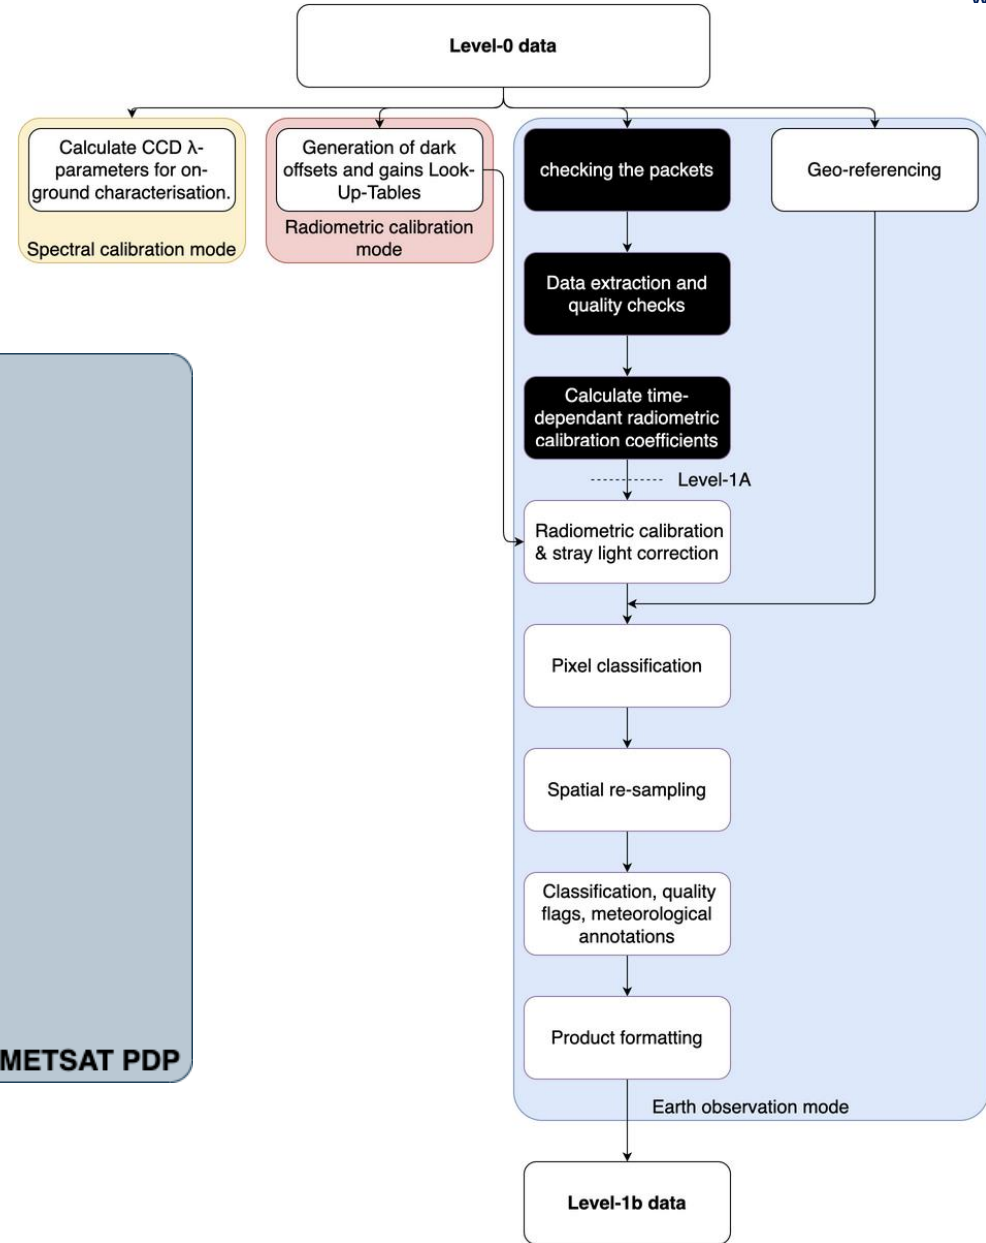 Level-0 data
Calculate CCD λ-
parameters for on-
ground characterisation.
Spectral calibration mode
Generation of dark
offsets and gains Look-
Up-Tables
Radiometric calibration
mode
checking the packets
Geo-referencing
Data extraction and
quality checks
Calculate time-
dependant radiometric
calibration coefficients
Level-1A
Radiometric calibration
& stray light correction
Pixel classification
Spatial re-sampling
Classification, quality
flags, meteorological
annotations
Product formatting
METSAT PDP
Earth observation mode
Level-1b data